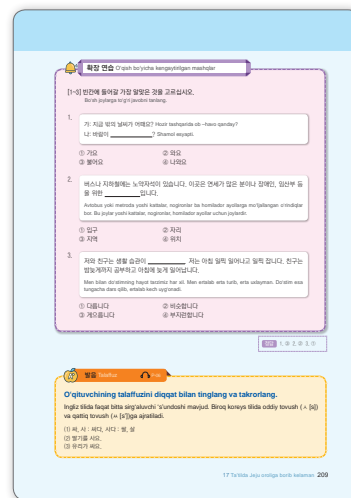 확장 연습 O'qish bo'yicha kengaytirilgan mashqlar
[1~3] 빈칸에 들어갈 가장 알맞은 것을 고르십시오.
Bo'sh joylarga to'g'ri javobni tanlang.
1.
가: 지금 밖의 날씨가 어때요? Hozir tashqarida ob –havo qanday?
나: 바람이 __________? Shamol esyapti.
① 가요 ② 와요
③ 불어요 ④ 나와요
2.
버스나 지하철에는 노약자석이 있습니다. 이곳은 연세가 많은 분이나 장애인, 임산부 등
을 위한 __________입니다.
Avtobus yoki metroda yoshi kattalar, nogironlar ba homilador ayollarga mo'ljallangan o'rindiqlar
bor. Bu joylar yoshi kattalar, nogironlar, homilador ayollar uchun joylardir.
① 입구 ② 자리
③ 지역 ④ 위치
3.
저와 친구는 생활 습관이 __________. 저는 아침 일찍 일어나고 일찍 잡니다. 친구는
밤늦게까지 공부하고 아침에 늦게 일어납니다.
Men bilan do'stimning hayot tarzimiz har xil. Men ertalab erta turib, erta uxlayman. Do'stim esa
tungacha dars qilib, ertalab kech uyg'onadi.
① 다릅니다 ② 비슷합니다
③ 게으릅니다 ④ 부지런합니다
정답 1. ③ 2. ② 3. ①
발음 Talaffuz
O'qituvchining talaffuzini diqqat bilan tinglang va takrorlang.
Ingliz tilida faqat bitta sirg'aluvchi 's'undoshi mavjud. Biroq koreys tilida oddiy tovush (ㅅ [s])
va qattiq tovush (ㅆ [s'])ga ajratiladi.
(1) 써, 서 : 싸다, 사다 : 쌀, 살
(2) 딸기를 사요.
(3) 유리가 싸요.
17 Ta'tilda Jeju oroliga borib kelaman 209